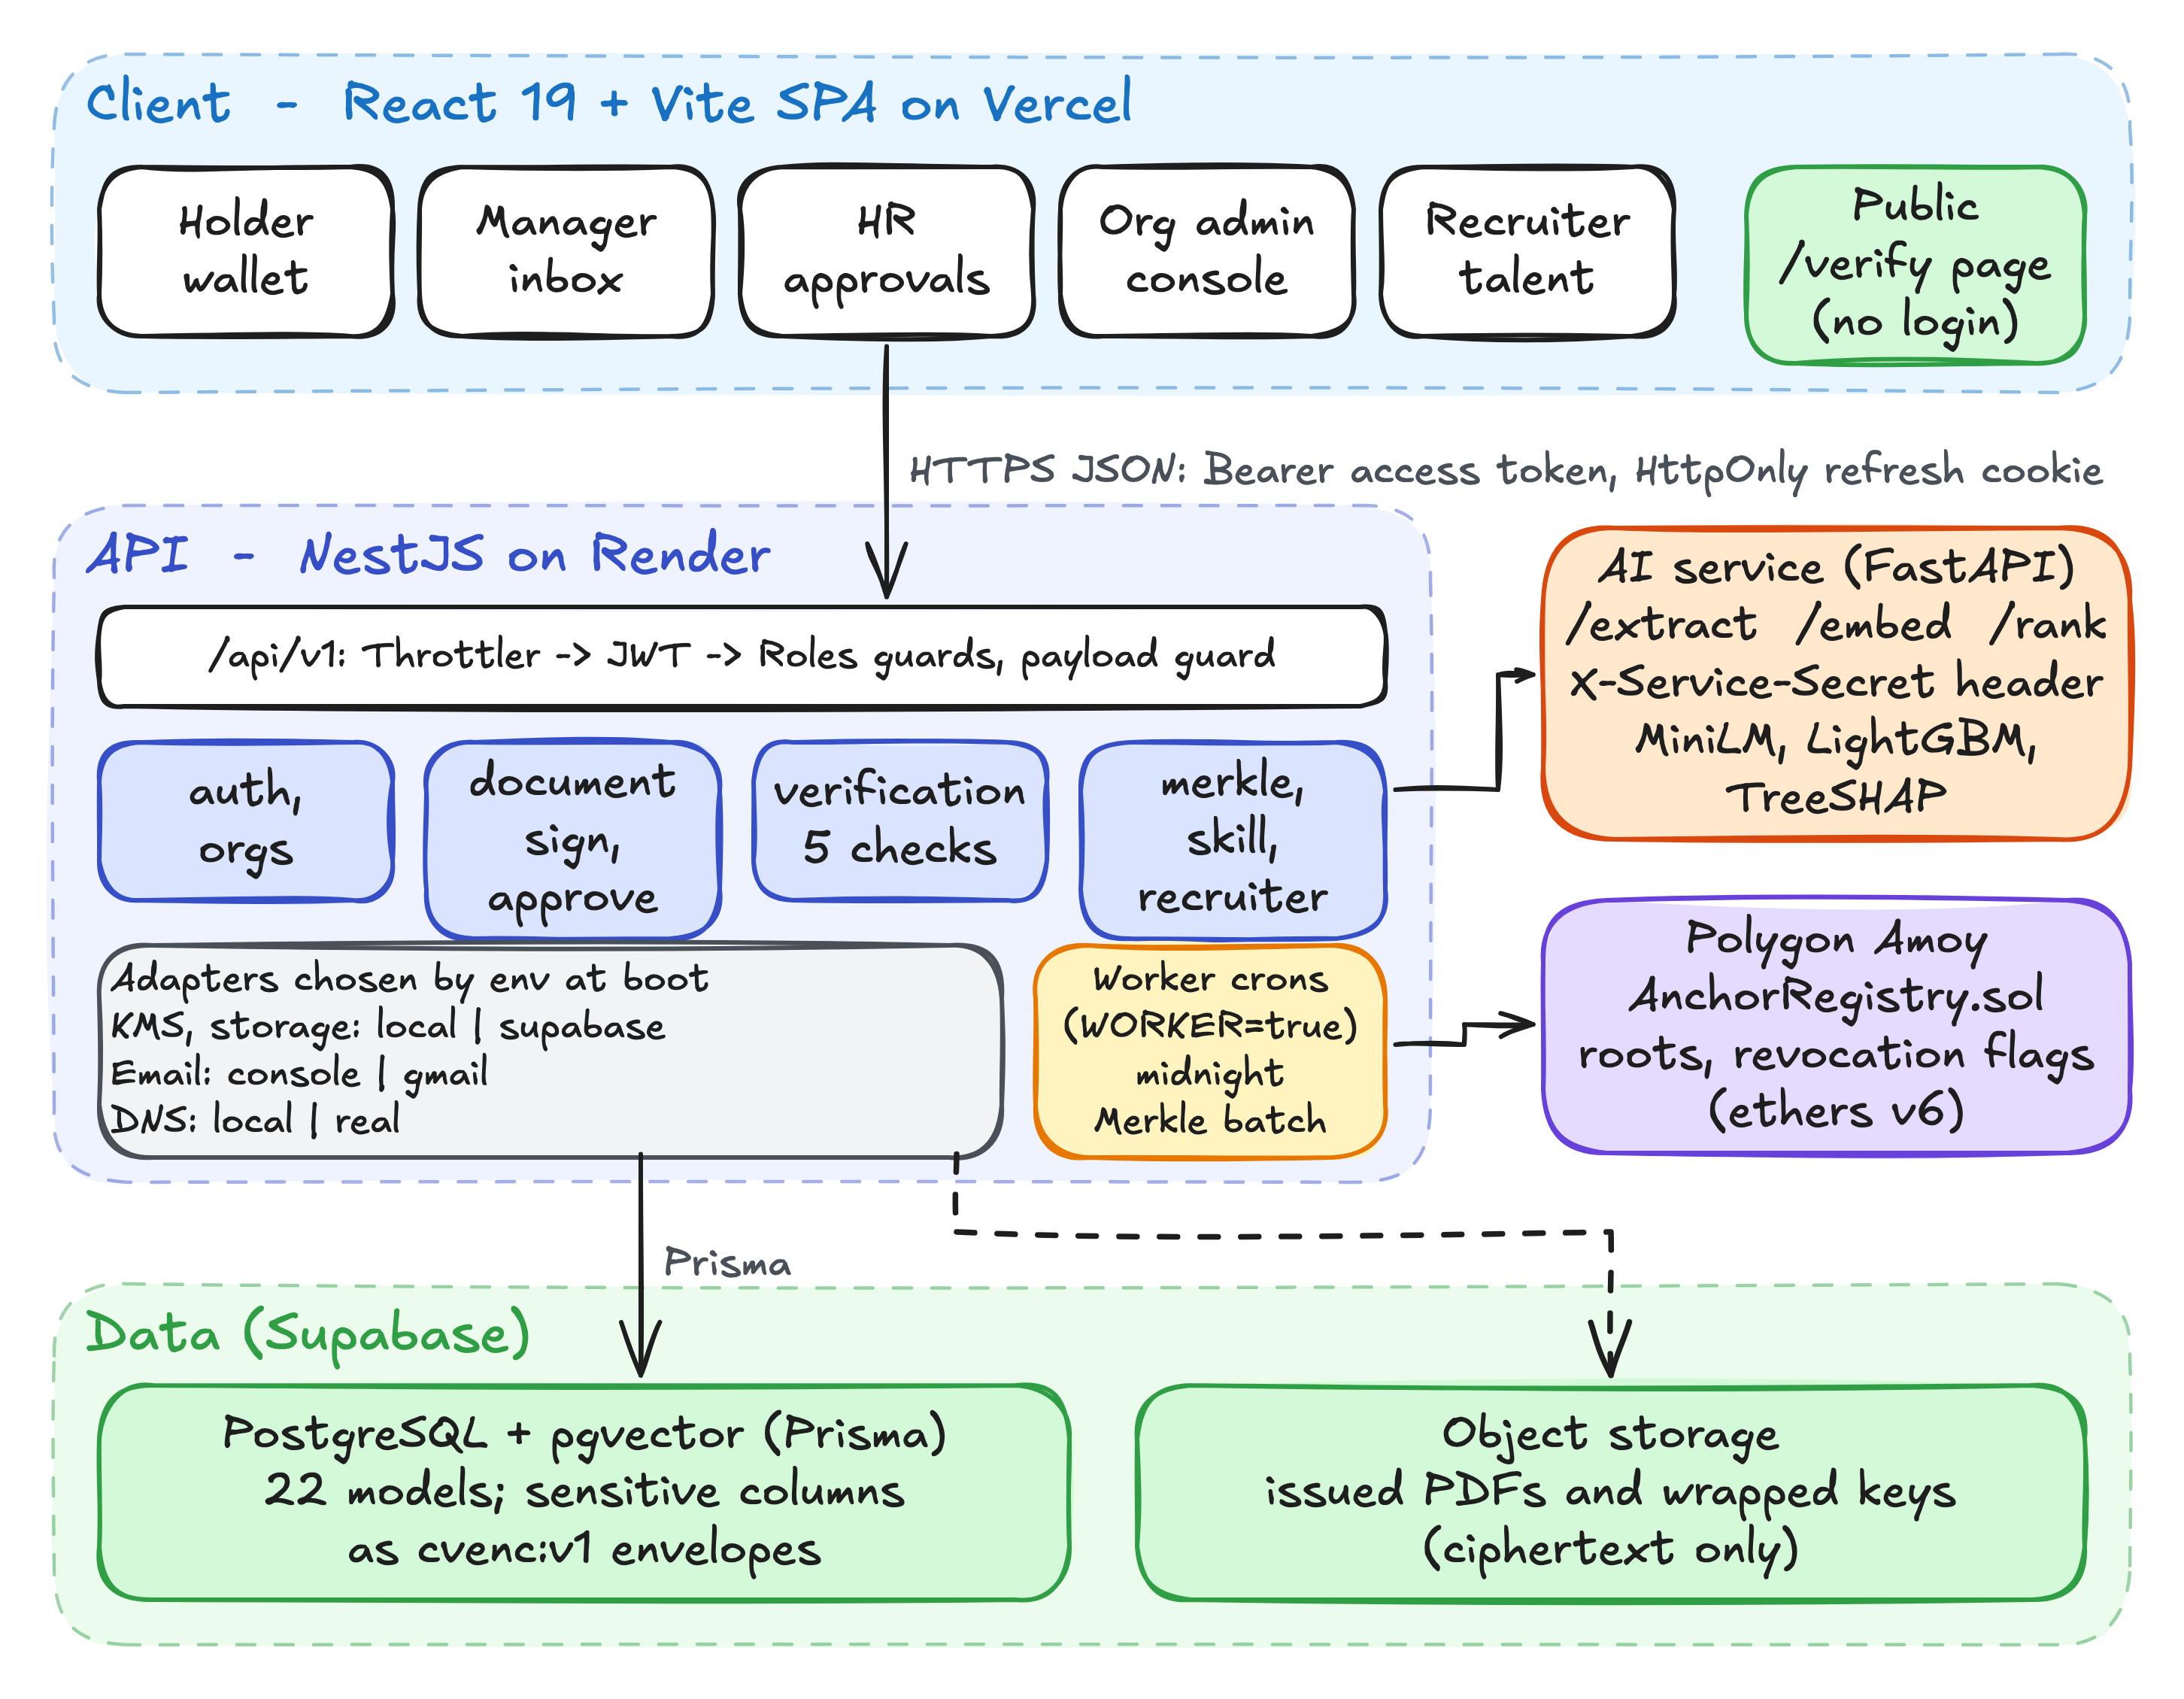 Client - React 19 + Vite SPA on Vercel
Holder
wallet
Manager
inbox
HR
approvals
Org admin
console
Recruiter
talent
Public
/verify page
(no login)
HTTPS JSON: Bearer access token, HttpOnly refresh cookie
API - NestJS on Render
/api/v1: Throttler -> JWT -> Roles guards, payload guard
auth,
orgs
document
sign,
approve
verification
5 checks
merkle,
skill,
recruiter
Adapters chosen by env at boot
KMS, storage: local | supabase
Email: console | gmail
DNS: local | real
Worker crons
(WORKER=true)
midnight
Merkle batch
AI service (FastAPI)
/extract /embed /rank
X-Service-Secret header
MiniLM, LightGBM,
TreeSHAP
Polygon Amoy
AnchorRegistry.sol
roots, revocation flags
(ethers v6)
Prisma
Data (Supabase)
PostgreSQL + pgvector (Prisma)
22 models; sensitive columns
as cvenc:v1 envelopes
Object storage
issued PDFs and wrapped keys
(ciphertext only)